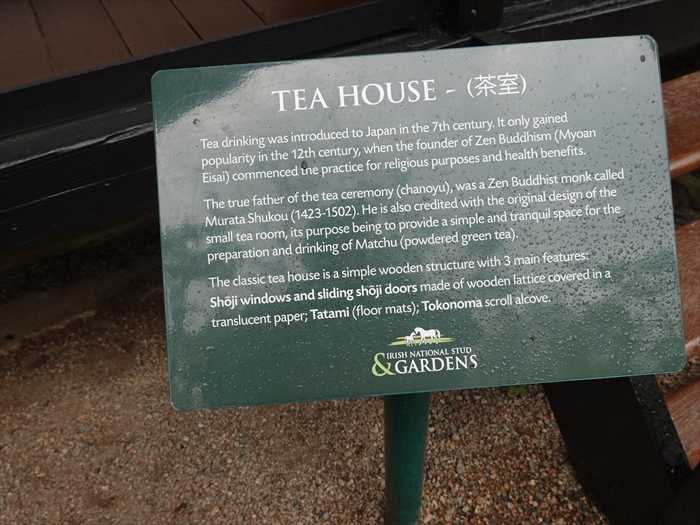 TEA HOUSE - (茶室)
Tea drinking was introduced to Japan in the 7th century. It only gained
popularity in the 12th century, when the founder of Zen Buddhism (Myoan
Eisai) commenced the practice for religious purposes and health benefits.
The true father of the tea ceremony (chanoyu), was a Zen Buddhist monk called
Murata Shukou (1423-1502). He is also credited with the original design of the
small tea room, its purpose being to provide a simple and tranquil space for the
preparation and drinking of Matchu (powdered green tea).
The classic tea house is a simple wooden structure with 3 main features:
Shōji windows and sliding shōji doors made of wooden lattice covered in a
translucent paper; Tatami (floor mats); Tokonoma scroll alcove.
IRISH NATIONAL STUD
& GARDENS